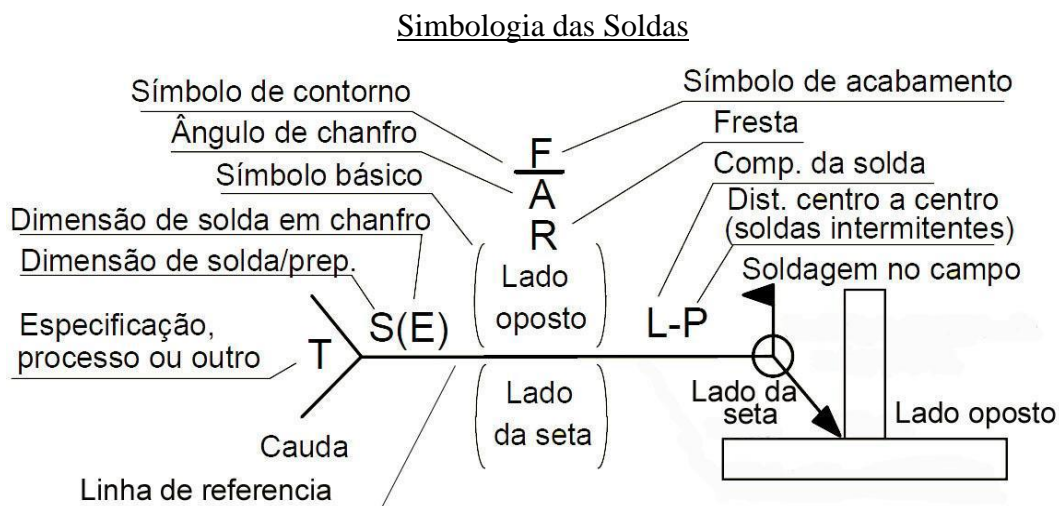 Simbologia das Soldas
Símbolo de contorno
Símbolo de acabamento
Ângulo de chanfro
F
Fresta
Símbolo básico
A
Comp. da solda
Dimensão de solda em chanfro
R
Dist. centro a centro
(soldas intermitentes)
Dimensão de solda/prep.
Lado
oposto
Soldagem no campo
Especificação,
processo ou outro
T
S(E)
L-P
Lado
da seta
Lado da
seta
Lado oposto
Cauda
Linha de referencia